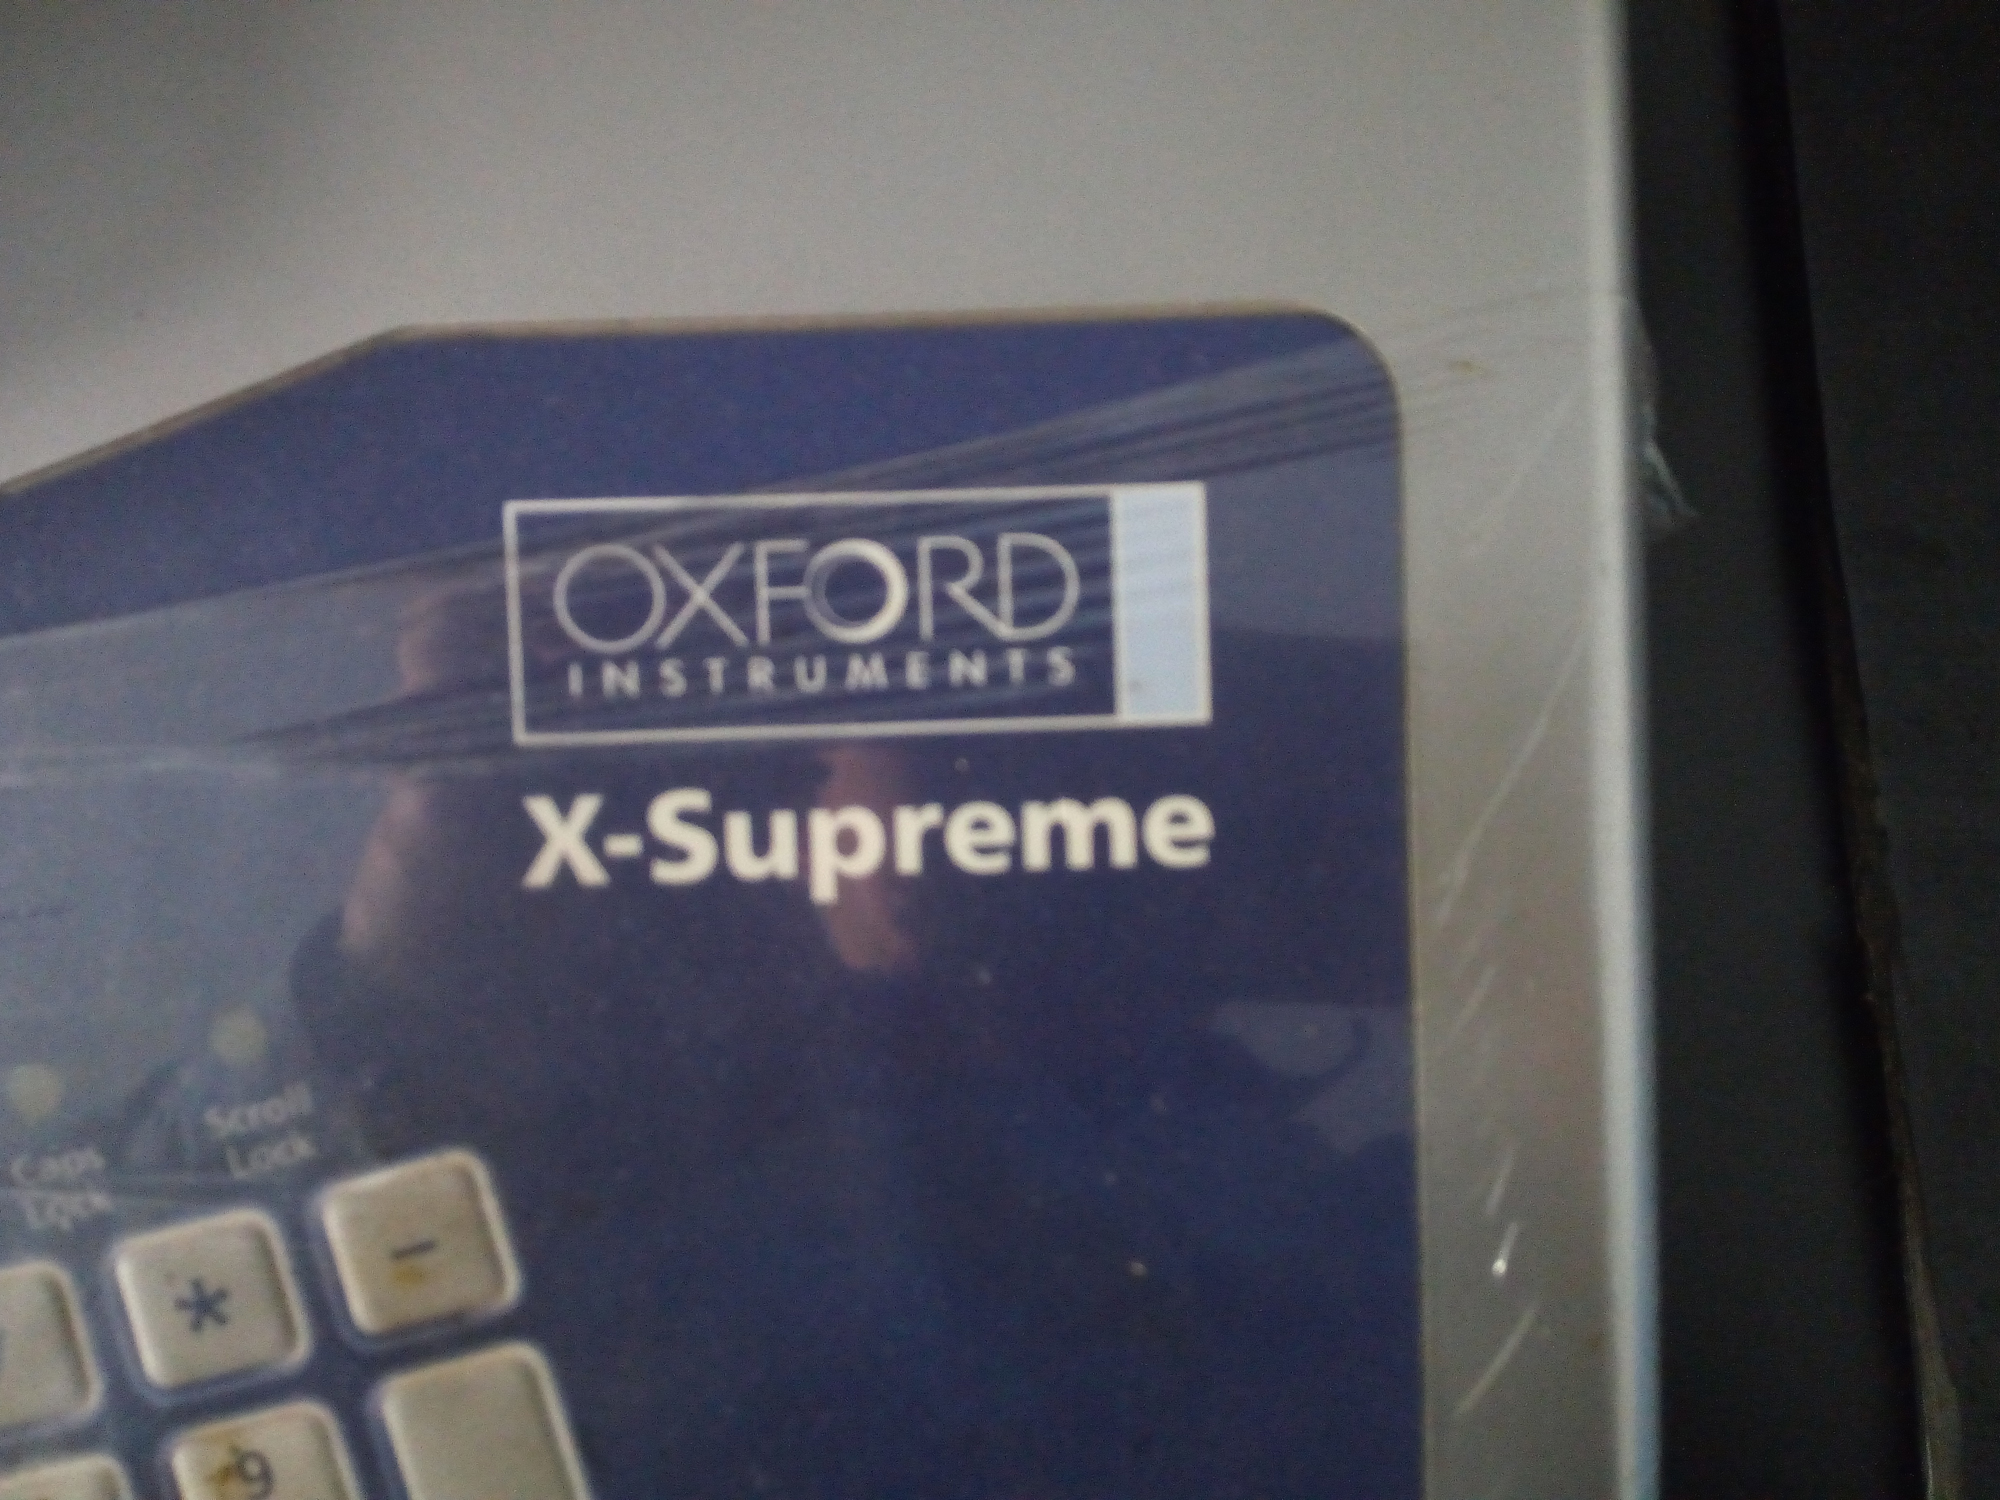 OXFORD
INSTRUMENTS
X-Supreme
Scroll
Lock
Caps
Lock
*
-
9